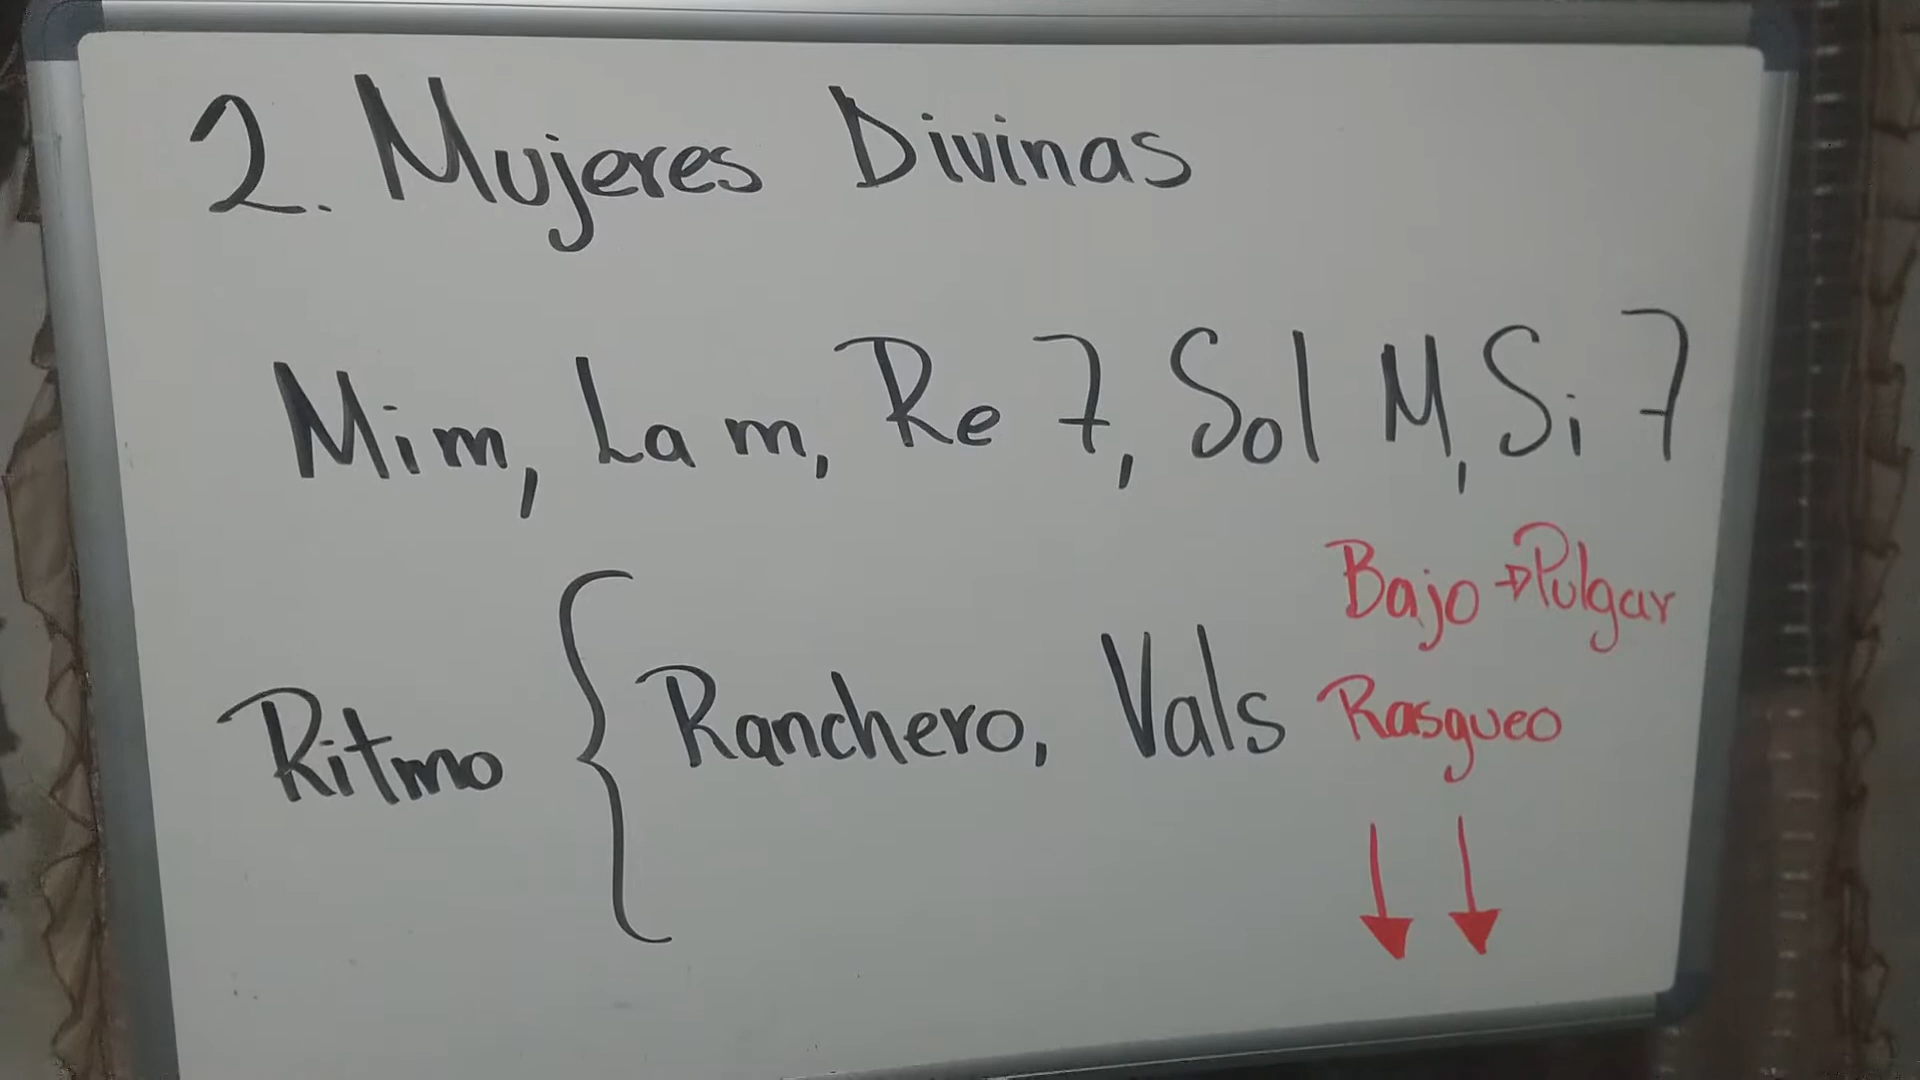 2. Mujeres Divinas
Mim, La m, Re 7, Sol M, Si 7
Bajo → Pulgar
Ritmo { Ranchero, Vals Rasgueo
↓ ↓